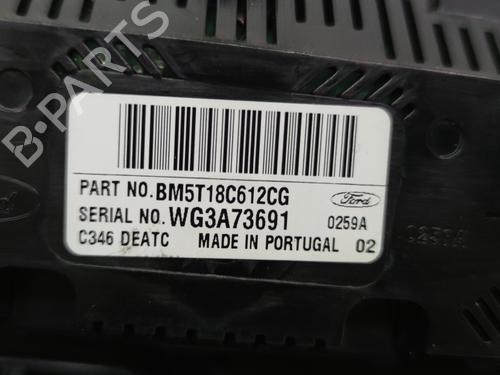 B-PARTS
PART NO.BM5T18C612CG
SERIAL NO.WG3A73691
C346 DEATC MADE IN PORTUGAL
Ford
0259A
02